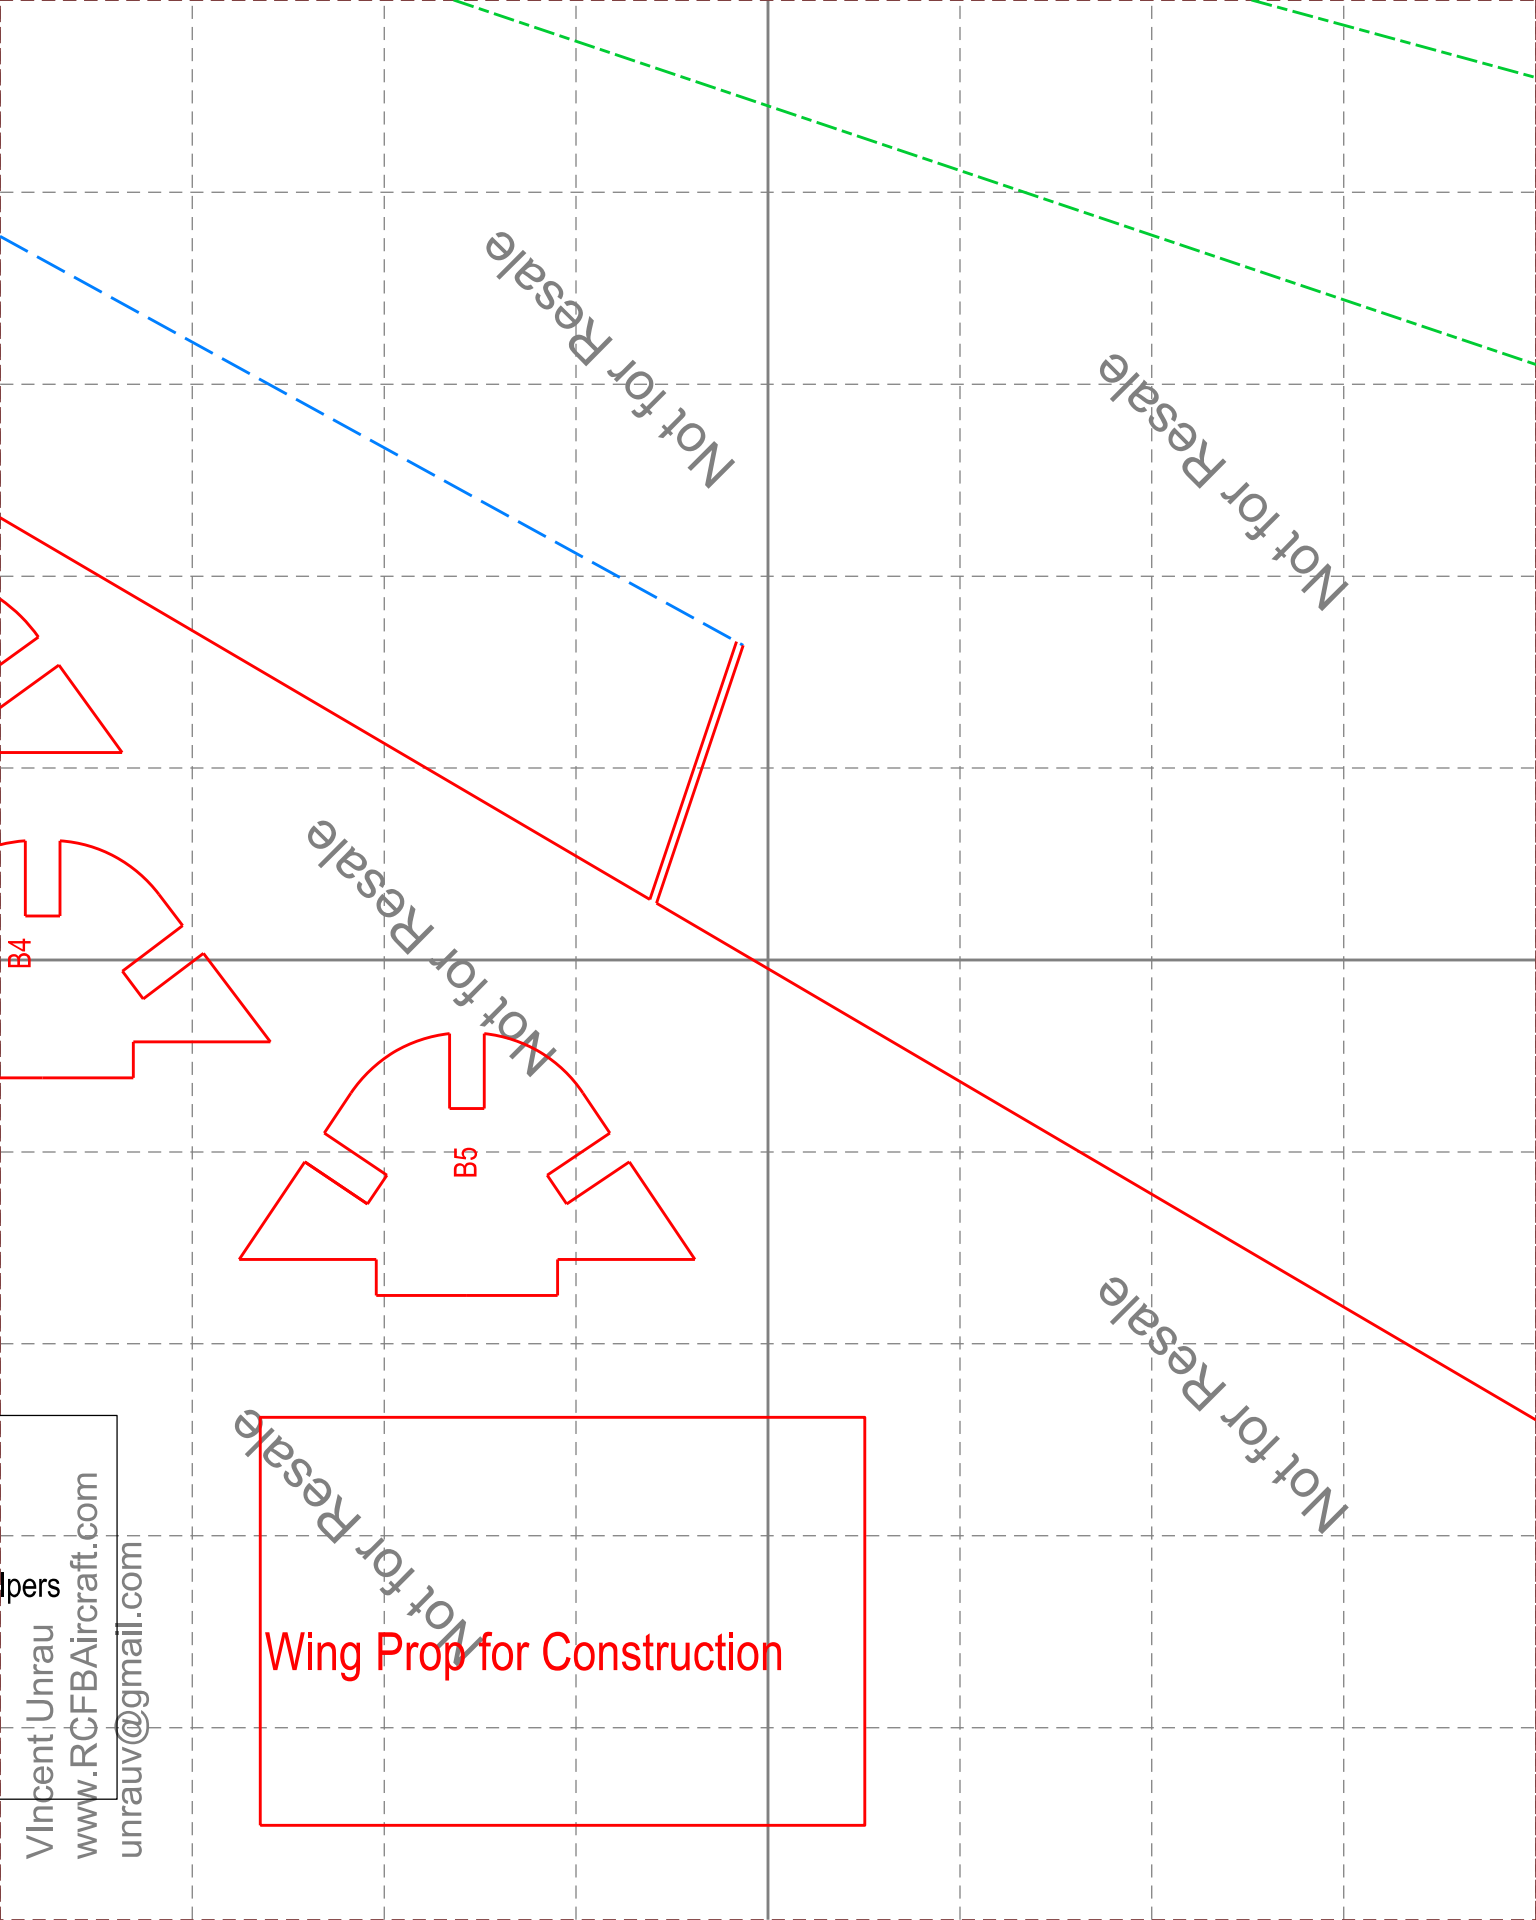 Not for Resale
Not for Resale
Not for Resale
B4
B5
Not for Resale
Not for Resale
Wing Prop for Construction
VIncent Unrau
www.RCFBAircraft.com
unrauv@gmail.com
lpers